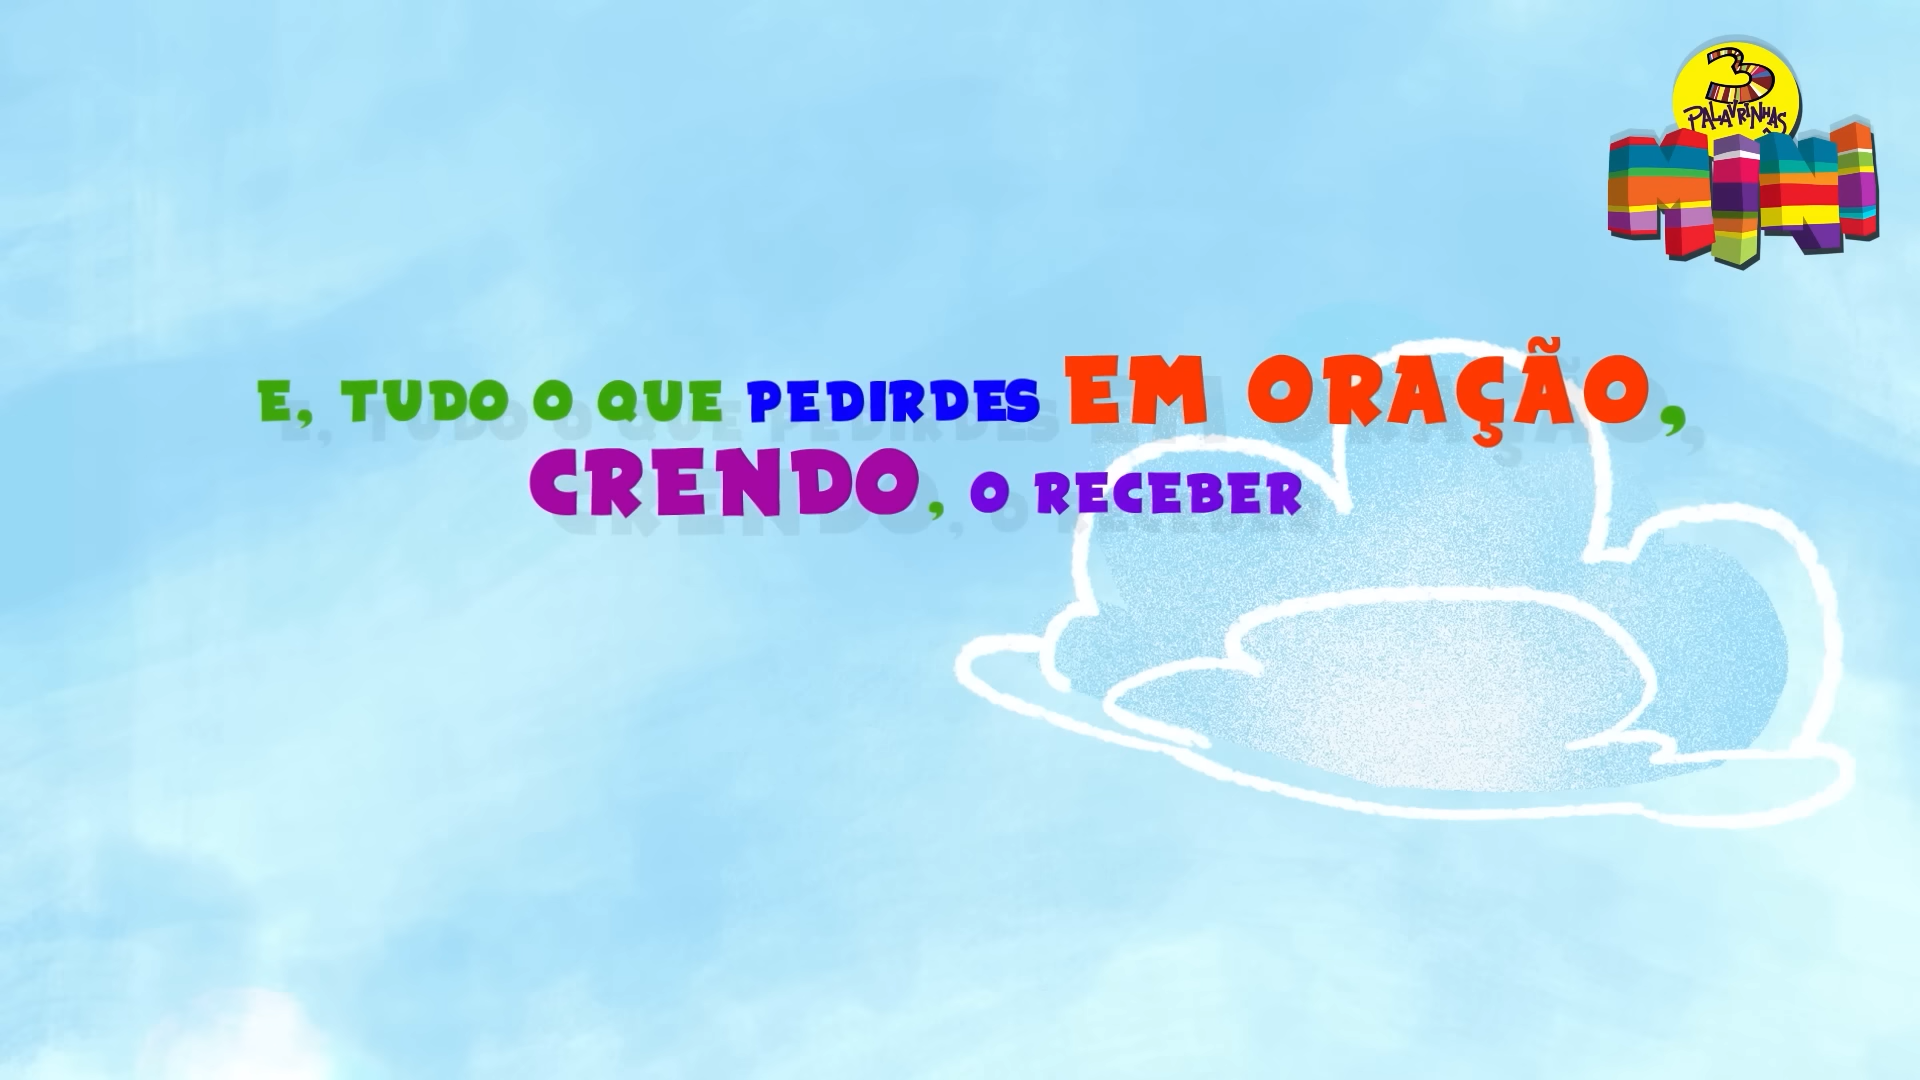 3
PALAVRINHAS
MINI
E, TUDO O QUE PEDIRDES EM ORAÇÃO,
CRENDO, O RECEBER